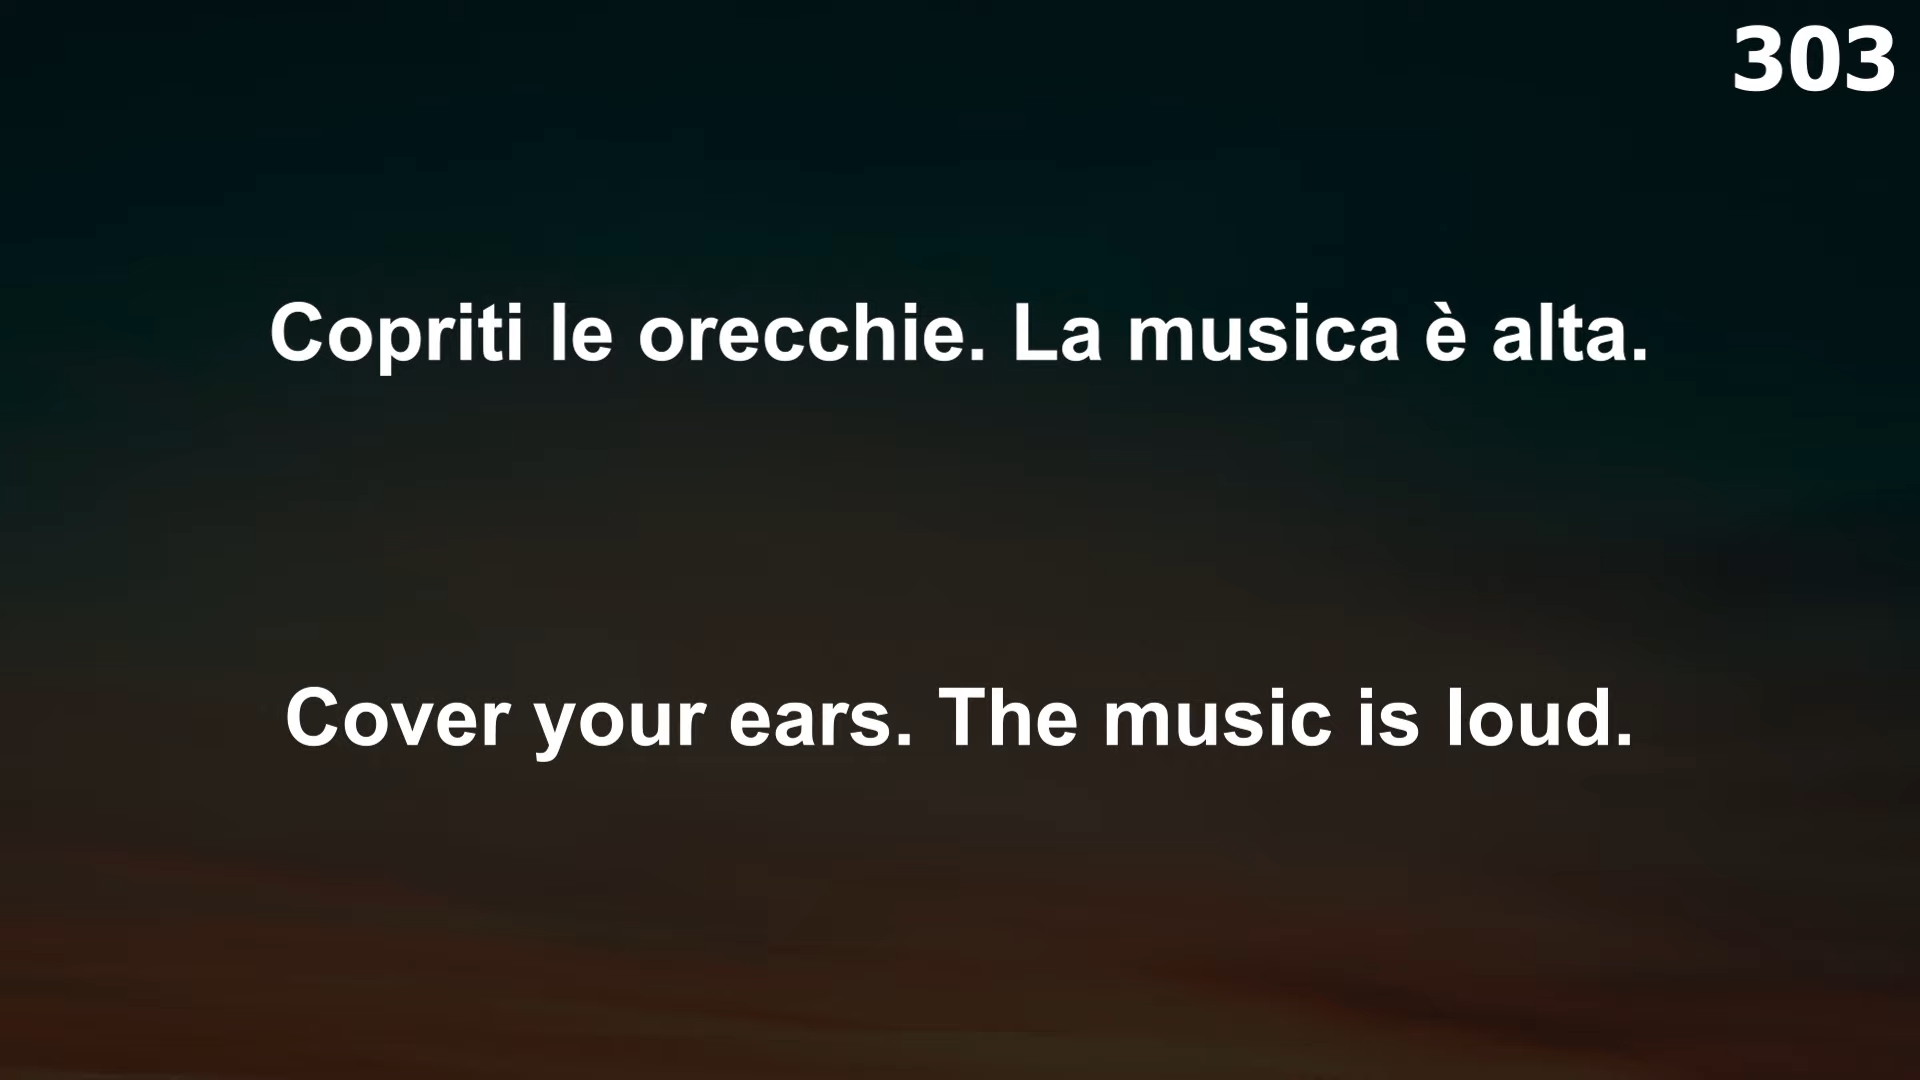 303
Copriti le orecchie. La musica è alta.
Cover your ears. The music is loud.